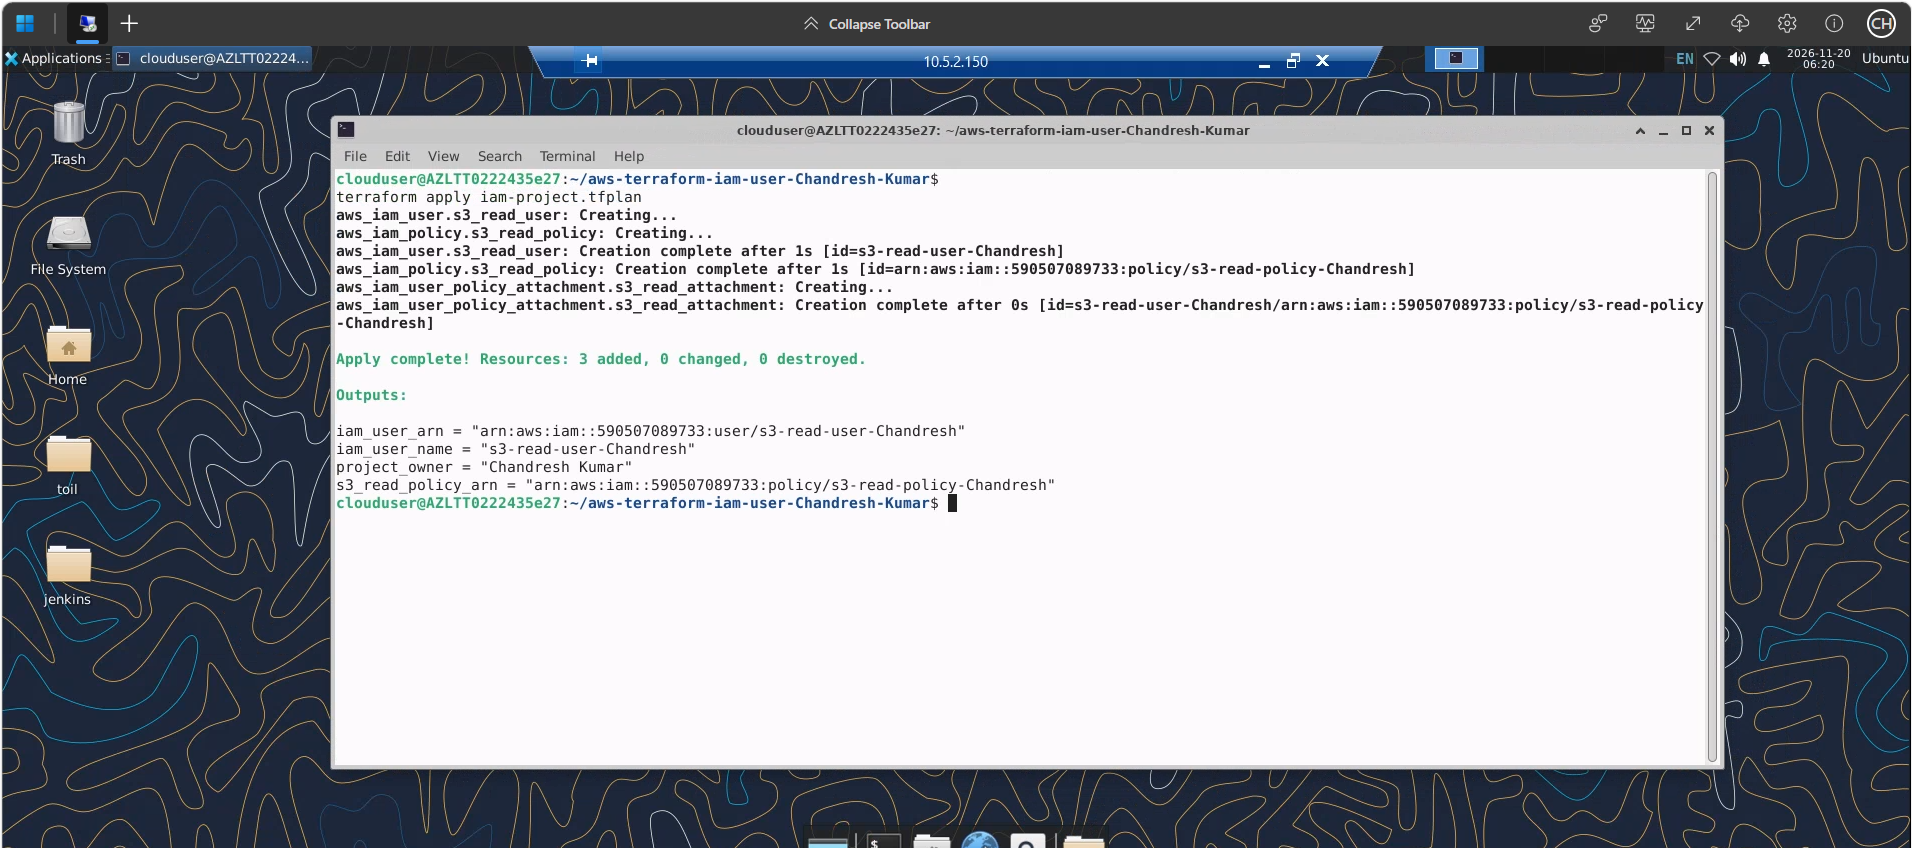 Collapse Toolbar
CH
Applications
clouduser@AZLTT02224...
10.5.2.150
EN
2026-11-20
06:20
Ubuntu
Trash
File System
Home
toil
jenkins
clouduser@AZLTT0222435e27: ~/aws-terraform-iam-user-Chandresh-Kumar
File Edit View Search Terminal Help
clouduser@AZLTT0222435e27:~/aws-terraform-iam-user-Chandresh-Kumar$
terraform apply iam-project.tfplan
aws_iam_user.s3_read_user: Creating...
aws_iam_policy.s3_read_policy: Creating...
aws_iam_user.s3_read_user: Creation complete after 1s [id=s3-read-user-Chandresh]
aws_iam_policy.s3_read_policy: Creation complete after 1s [id=arn:aws:iam::590507089733:policy/s3-read-policy-Chandresh]
aws_iam_user_policy_attachment.s3_read_attachment: Creating...
aws_iam_user_policy_attachment.s3_read_attachment: Creation complete after 0s [id=s3-read-user-Chandresh/arn:aws:iam::590507089733:policy/s3-read-policy
-Chandresh]
Apply complete! Resources: 3 added, 0 changed, 0 destroyed.
Outputs:
iam_user_arn = "arn:aws:iam::590507089733:user/s3-read-user-Chandresh"
iam_user_name = "s3-read-user-Chandresh"
project_owner = "Chandresh Kumar"
s3_read_policy_arn = "arn:aws:iam::590507089733:policy/s3-read-policy-Chandresh"
clouduser@AZLTT0222435e27:~/aws-terraform-iam-user-Chandresh-Kumar$